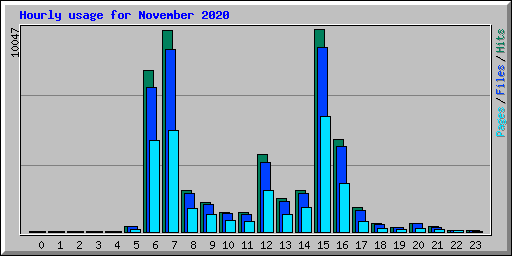 Hourly usage for November 2020
10047
Pages/Files/Hits
0 1 2 3 4 5 6 7 8 9 10 11 12 13 14 15 16 17 18 19 20 21 22 23